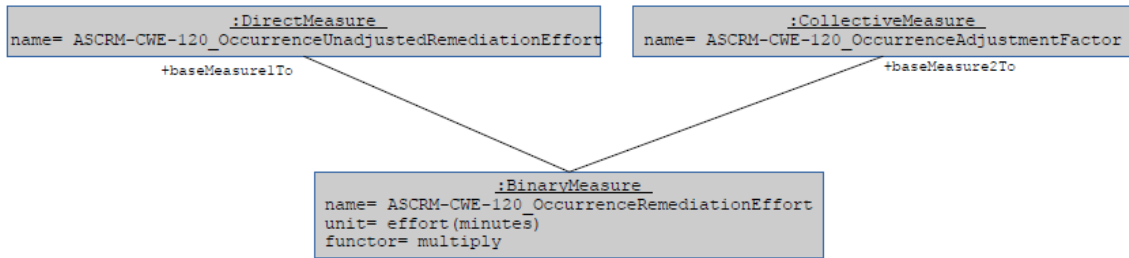 :DirectMeasure
name= ASCRM-CWE-120_OccurrenceUnadjustedRemediationEffort
:CollectiveMeasure
name= ASCRM-CWE-120_OccurrenceAdjustmentFactor
+baseMeasure1To
+baseMeasure2To
:BinaryMeasure
name= ASCRM-CWE-120_OccurrenceRemediationEffort
unit= effort(minutes)
functor= multiply